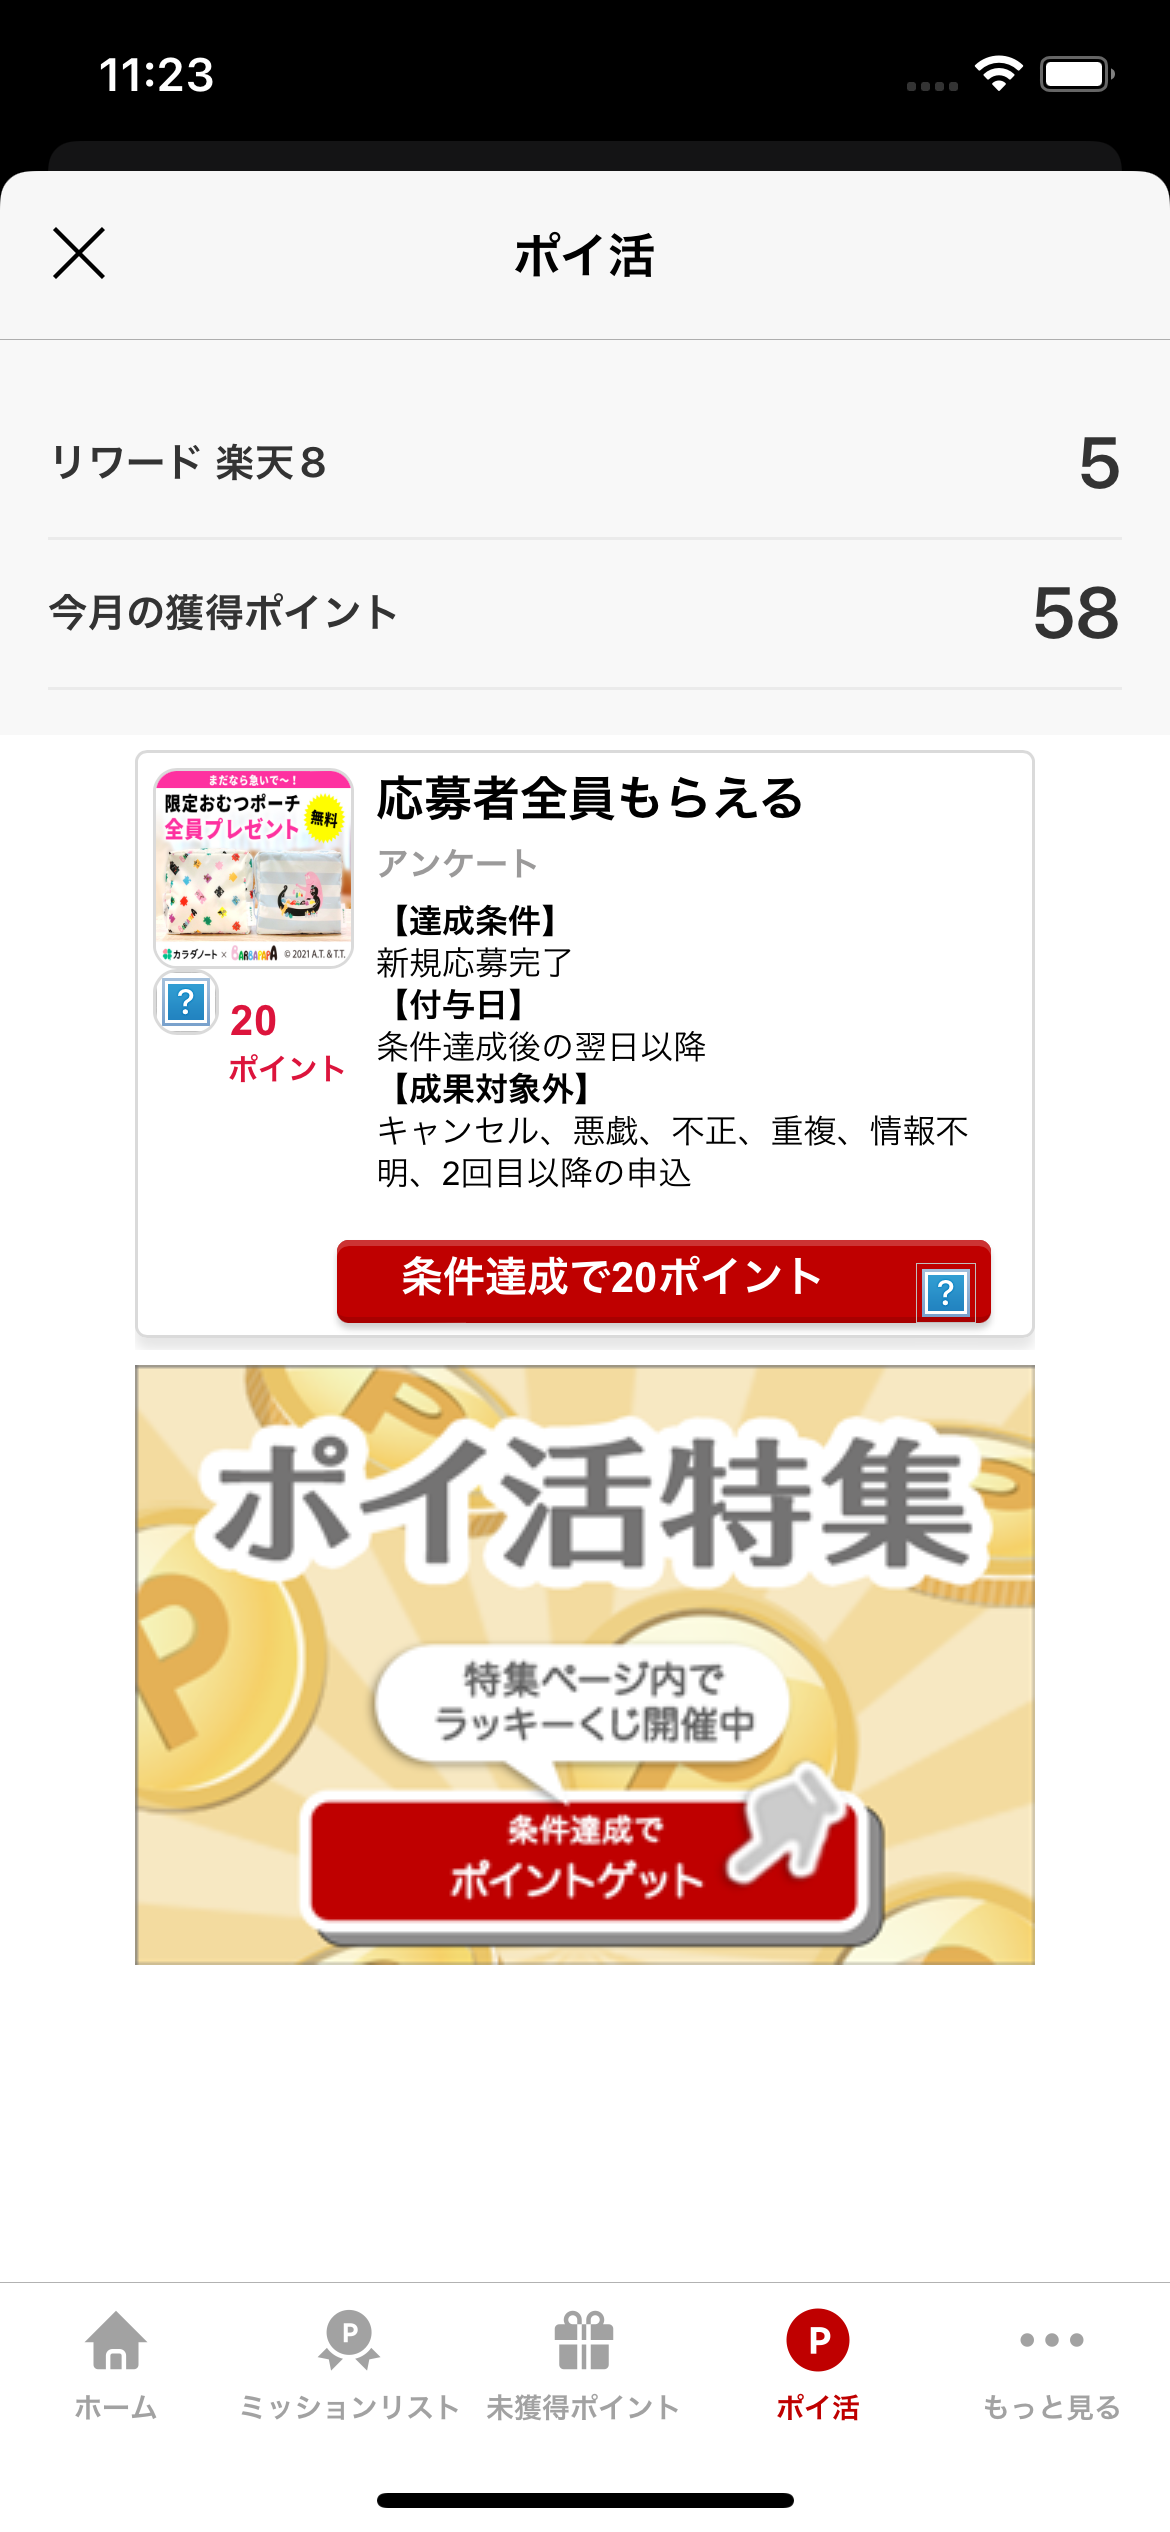 11:23
ポイ活
リワード 楽天8
5
今月の獲得ポイント
58
まだなら急いで〜！
限定おむつポーチ
全員プレゼント
無料
カラダノート × BARBAPAPA © 2021 A.T. & T.T.
?
20
ポイント
応募者全員もらえる
アンケート
【達成条件】
新規応募完了
【付与日】
条件達成後の翌日以降
【成果対象外】
キャンセル、悪戯、不正、重複、情報不
明、2回目以降の申込
条件達成で20ポイント
?
ポイ活特集
特集ページ内で
ラッキーくじ開催中
条件達成で
ポイントゲット
ホーム
ミッションリスト
未獲得ポイント
ポイ活
もっと見る